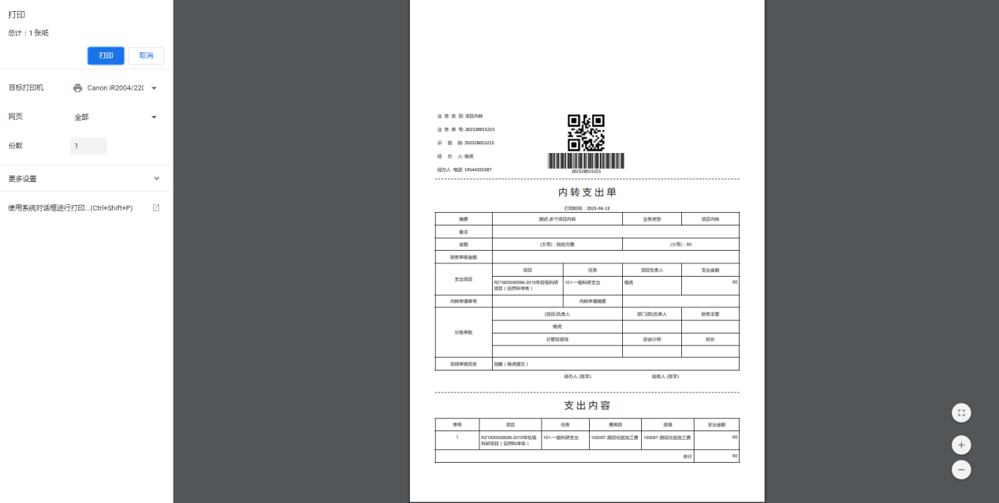 打印
总计：1 张纸
打印 取消
目标打印机 Canon iR2004/220
网页 全部
份数 1
更多设置
使用系统对话框进行打印...(Ctrl+Shift+P)
业 务 类 型: 项目内转
业 务 单 号: 202328015215
识 别 码: 202328015215
经 办 人: 杨虎
经办人 电话: 19144353387
202328015215
内转支出单
打印时间：2023-04-13
摘要 测试-多个项目内转 业务类型 项目内转
备注
金额 (大写)：陆拾元整 (小写)：60
财务审核金额
支出项目 项目 任务 项目负责人 支出金额
RZ1900006596-2015年校级科研项目（自然科学类） 101-一般科研支出 杨虎 60
内转申请单号 内转申请摘要
分级审批 (项目)负责人 部门(院)负责人 财务主管
杨虎
分管校领导 总会计师 校长
在线审核历史 创建（杨虎提交）
经办人 (签字): 验收人 (签字):
支出内容
序号 项目 任务 费用项 资源 支出金额
1 RZ1900006596-2015年校级科研项目（自然科学类） 101-一般科研支出 100057-测试化验加工费 100087-测试化验加工费 60
合计 60